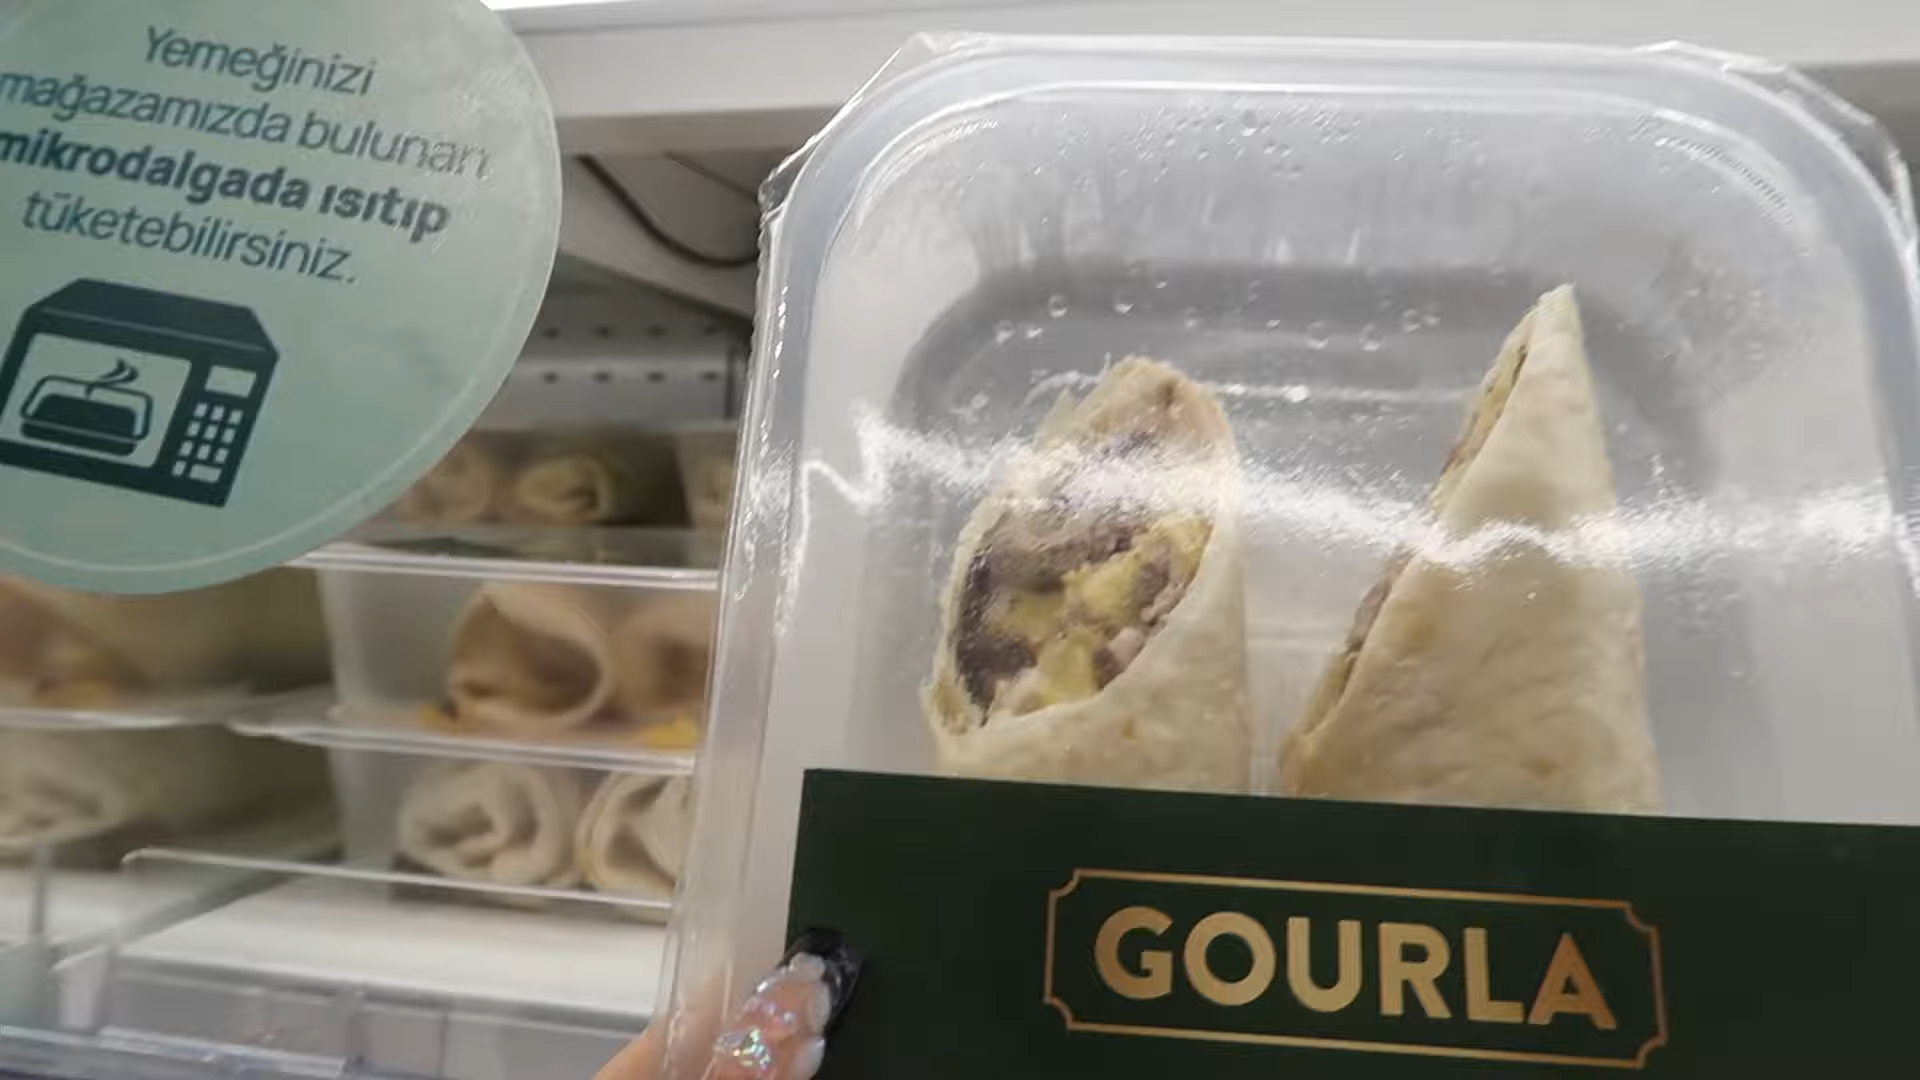 Yemeğinizi
mağazamızda bulunan
mikrodalgada ısıtıp
tüketebilirsiniz.
GOURLA